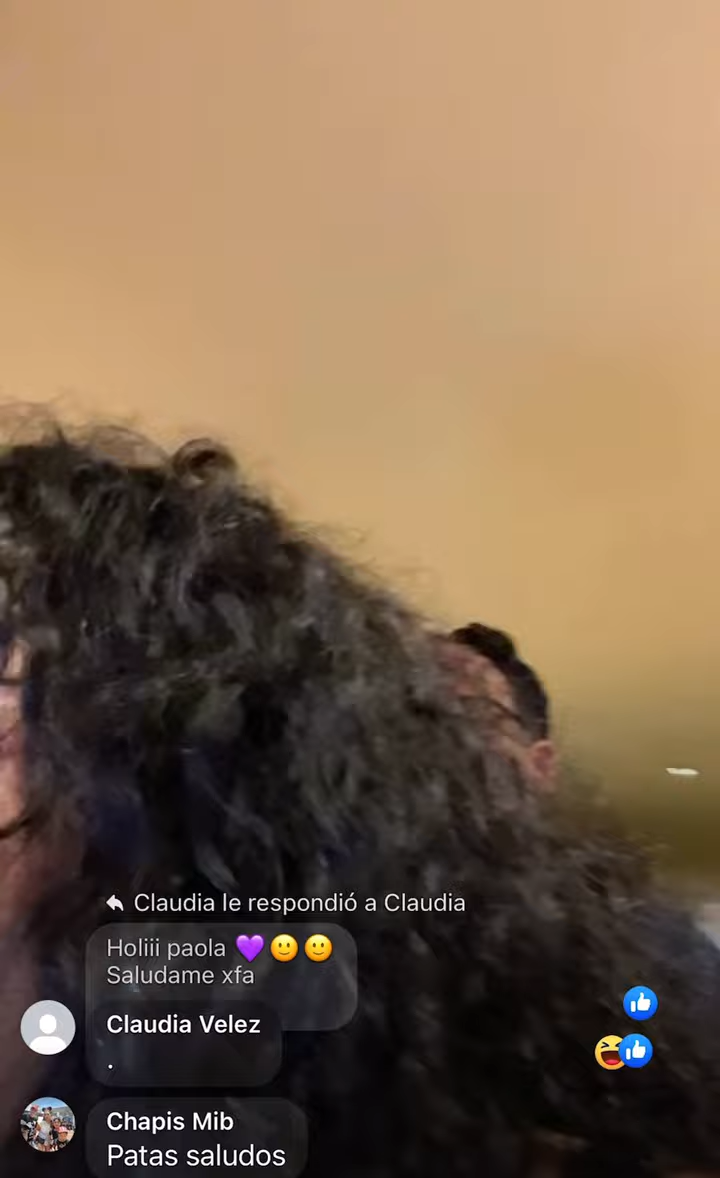 Claudia le respondió a Claudia
Holiii paola 💜🙂🙂
Saludame xfa
Claudia Velez
.
Chapis Mib
Patas saludos